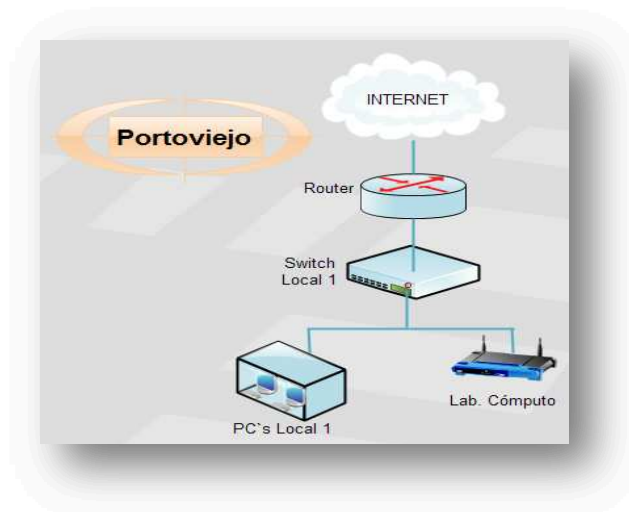 INTERNET
Portoviejo
Router
Switch
Local 1
Lab. Cómputo
PC`s Local 1